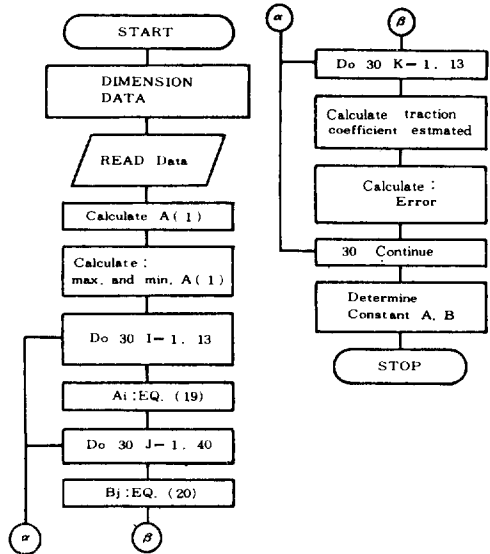 START
DIMENSION
DATA
READ Data
Calculate A(1)
Calculate:
max. and min, A(1)
Do 30 I-1. 13
Ai:EQ. (19)
Do 30 J-1. 40
Bj:EQ. (20)
α
β
α
β
Do 30 K-1. 13
Calculate traction
coefficient estmated
Calculate:
Error
30 Continue
Determine
Constant A, B
STOP